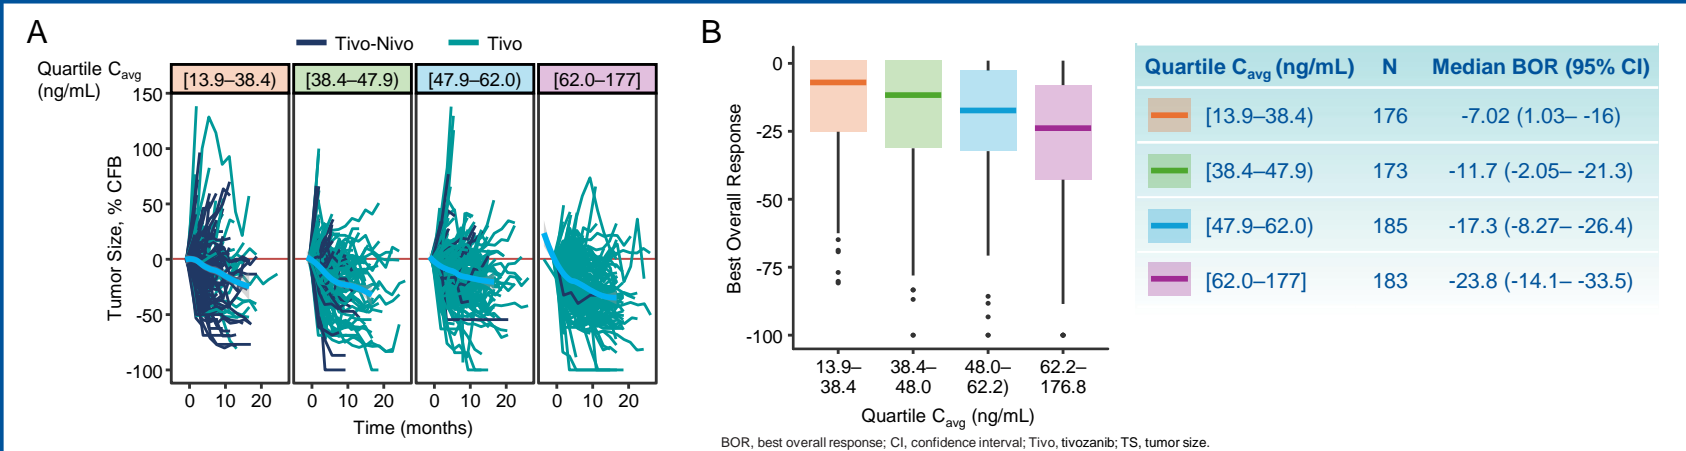 A
Tivo-Nivo
Tivo
Quartile Cavg
(ng/mL)
[13.9–38.4)
[38.4–47.9)
[47.9–62.0)
[62.0–177]
Tumor Size, % CFB
150
100
50
0
-50
-100
0 10 20
0 10 20
0 10 20
0 10 20
Time (months)
B
Best Overall Response
0
-25
-50
-75
-100
13.9–
38.4
38.4–
48.0
48.0–
62.2)
62.2–
176.8
Quartile Cavg (ng/mL)
Quartile Cavg (ng/mL) N Median BOR (95% CI)
[13.9–38.4) 176 -7.02 (1.03– -16)
[38.4–47.9) 173 -11.7 (-2.05– -21.3)
[47.9–62.0) 185 -17.3 (-8.27– -26.4)
[62.0–177] 183 -23.8 (-14.1– -33.5)
BOR, best overall response; CI, confidence interval; Tivo, tivozanib; TS, tumor size.